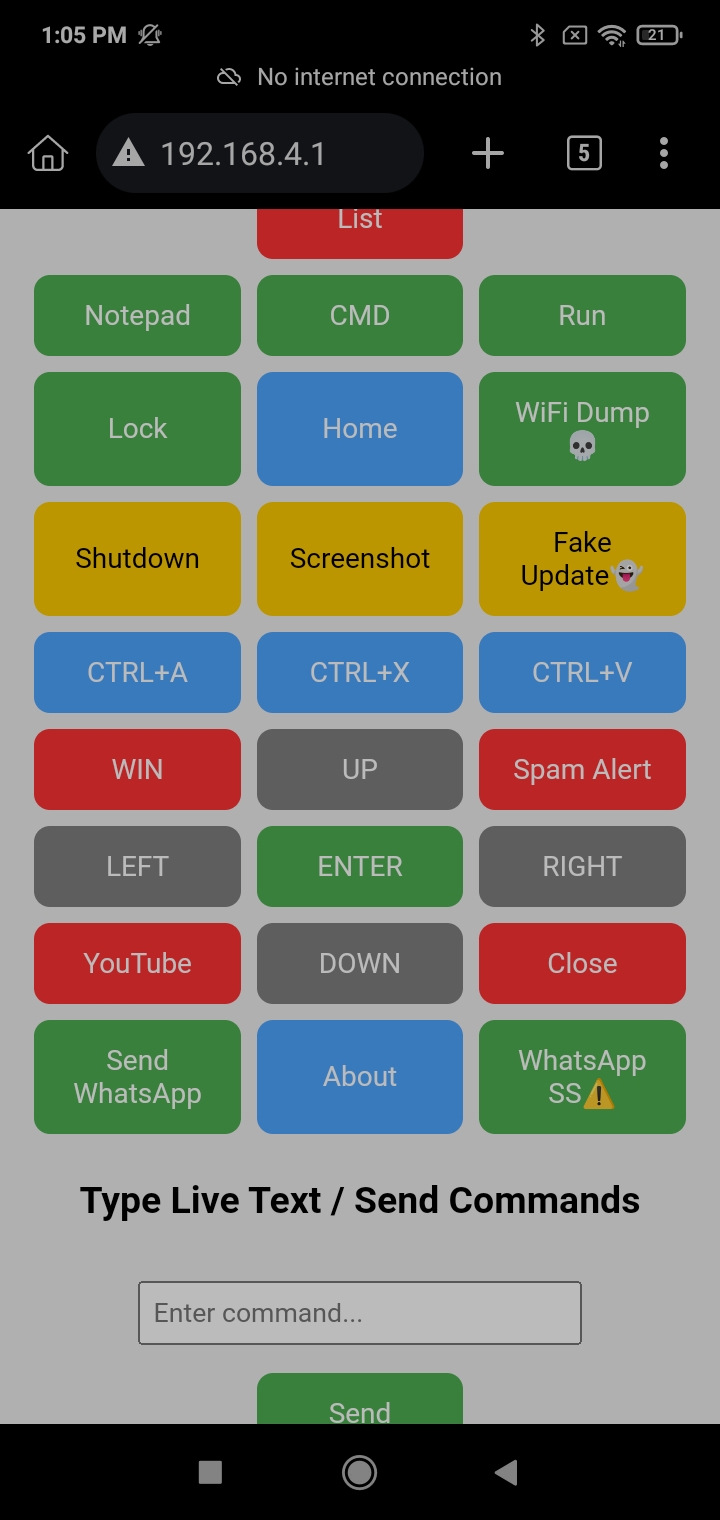 1:05 PM
21
No internet connection
192.168.4.1
5
List
Notepad CMD Run
Lock Home WiFi Dump
Shutdown Screenshot Fake
Update
CTRL+A CTRL+X CTRL+V
WIN UP Spam Alert
LEFT ENTER RIGHT
YouTube DOWN Close
Send
WhatsApp
About
WhatsApp
SS
Type Live Text / Send Commands
Enter command...
Send